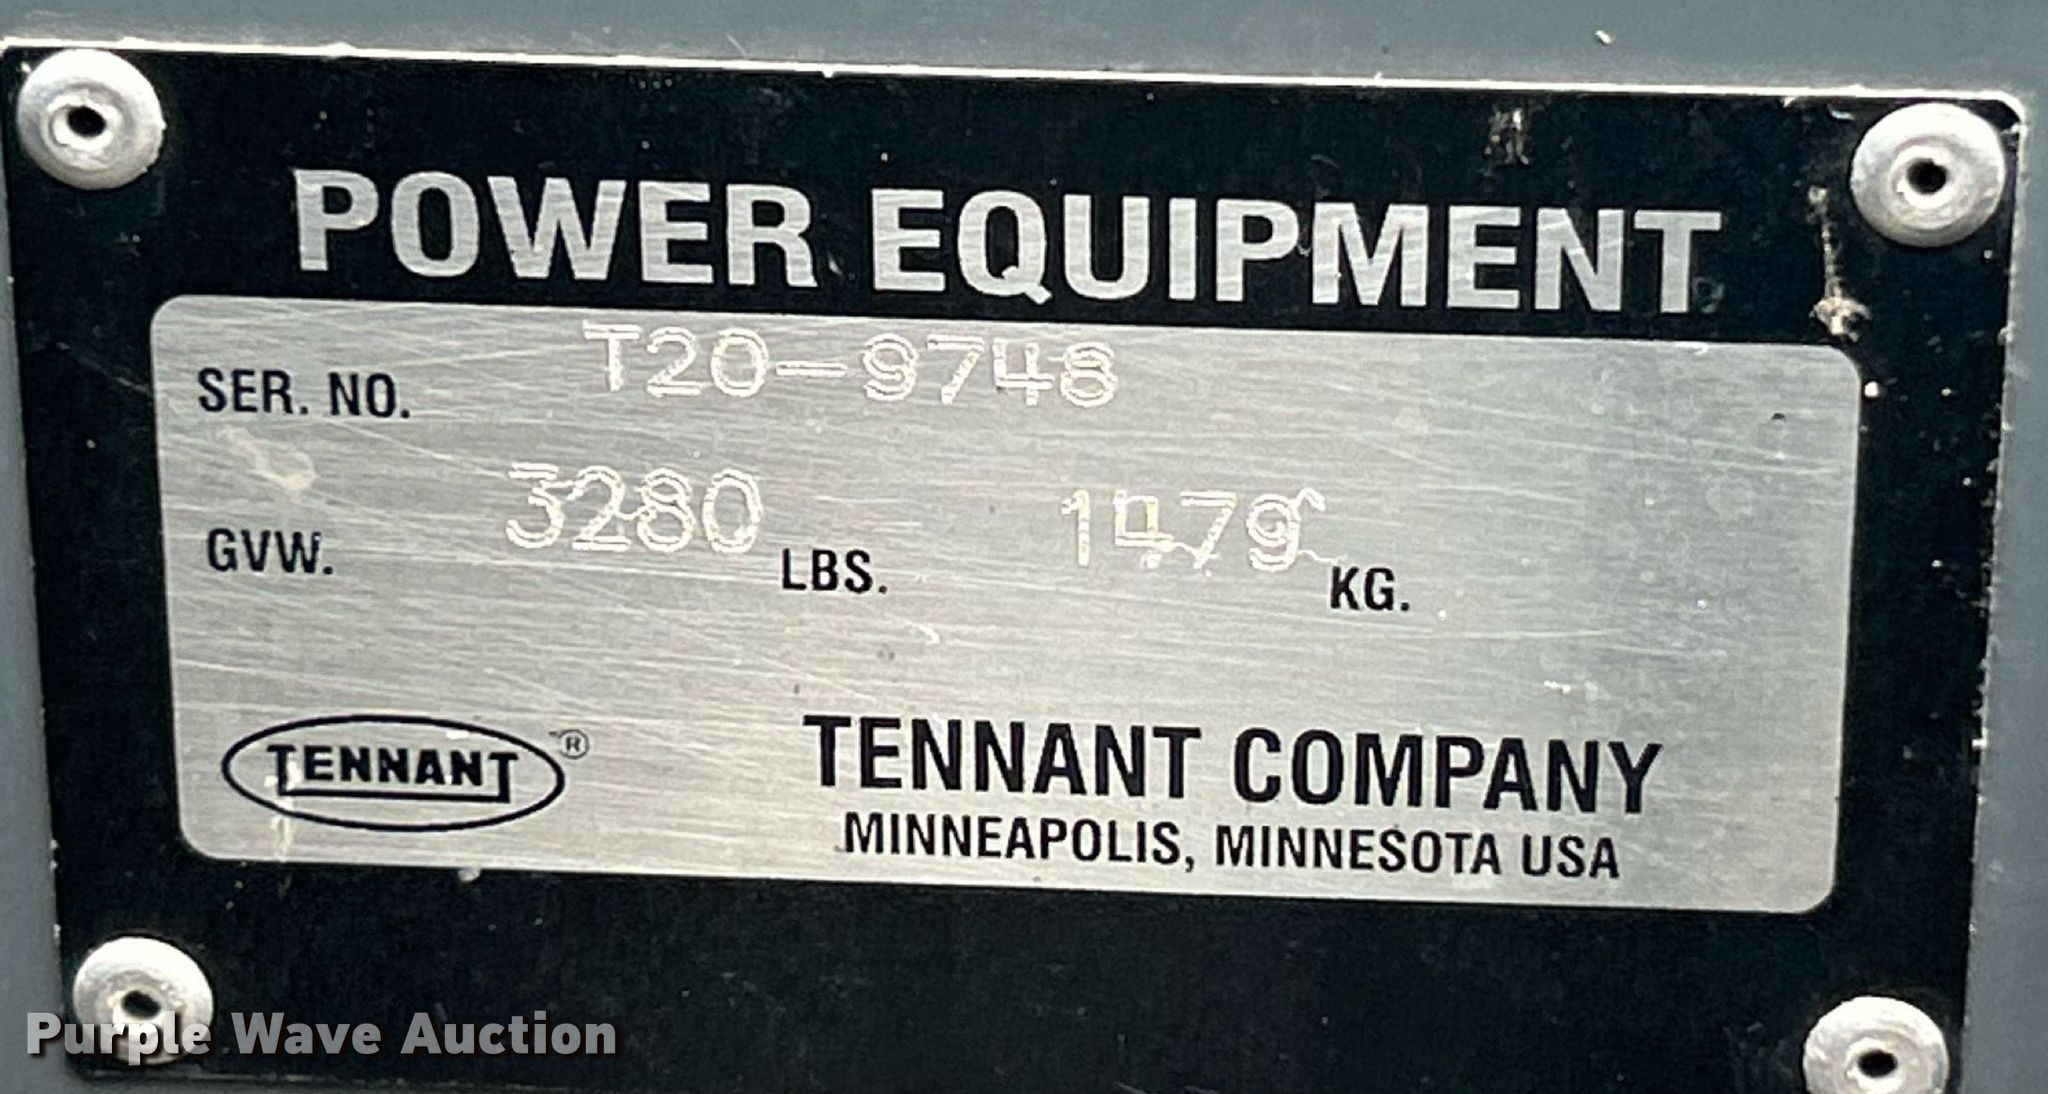 POWER EQUIPMENT
SER. NO. T20-9748
GVW. 3280 LBS. 1479 KG.
TENNANT ® TENNANT COMPANY
MINNEAPOLIS, MINNESOTA USA
Purple Wave Auction